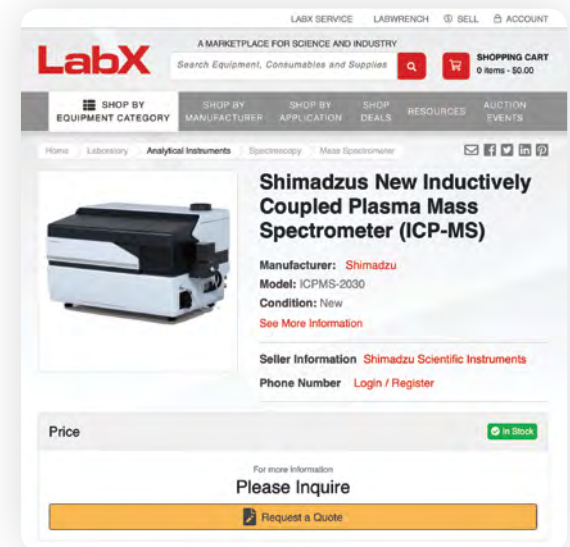 LABX SERVICE LABWRENCH SELL ACCOUNT
LabX
A MARKETPLACE FOR SCIENCE AND INDUSTRY
Search Equipment, Consumables and Supplies
SHOPPING CART
0 items - $0.00
SHOP BY
EQUIPMENT CATEGORY
SHOP BY
MANUFACTURER
SHOP BY
APPLICATION
SHOP
DEALS
RESOURCES
AUCTION
EVENTS
Home Laboratory Analytical Instruments Spectroscopy Mass Spectrometer
Shimadzus New Inductively
Coupled Plasma Mass
Spectrometer (ICP-MS)
Manufacturer: Shimadzu
Model: ICPMS-2030
Condition: New
See More Information
Seller Information Shimadzu Scientific Instruments
Phone Number Login / Register
Price
In Stock
For more information
Please Inquire
Request a Quote